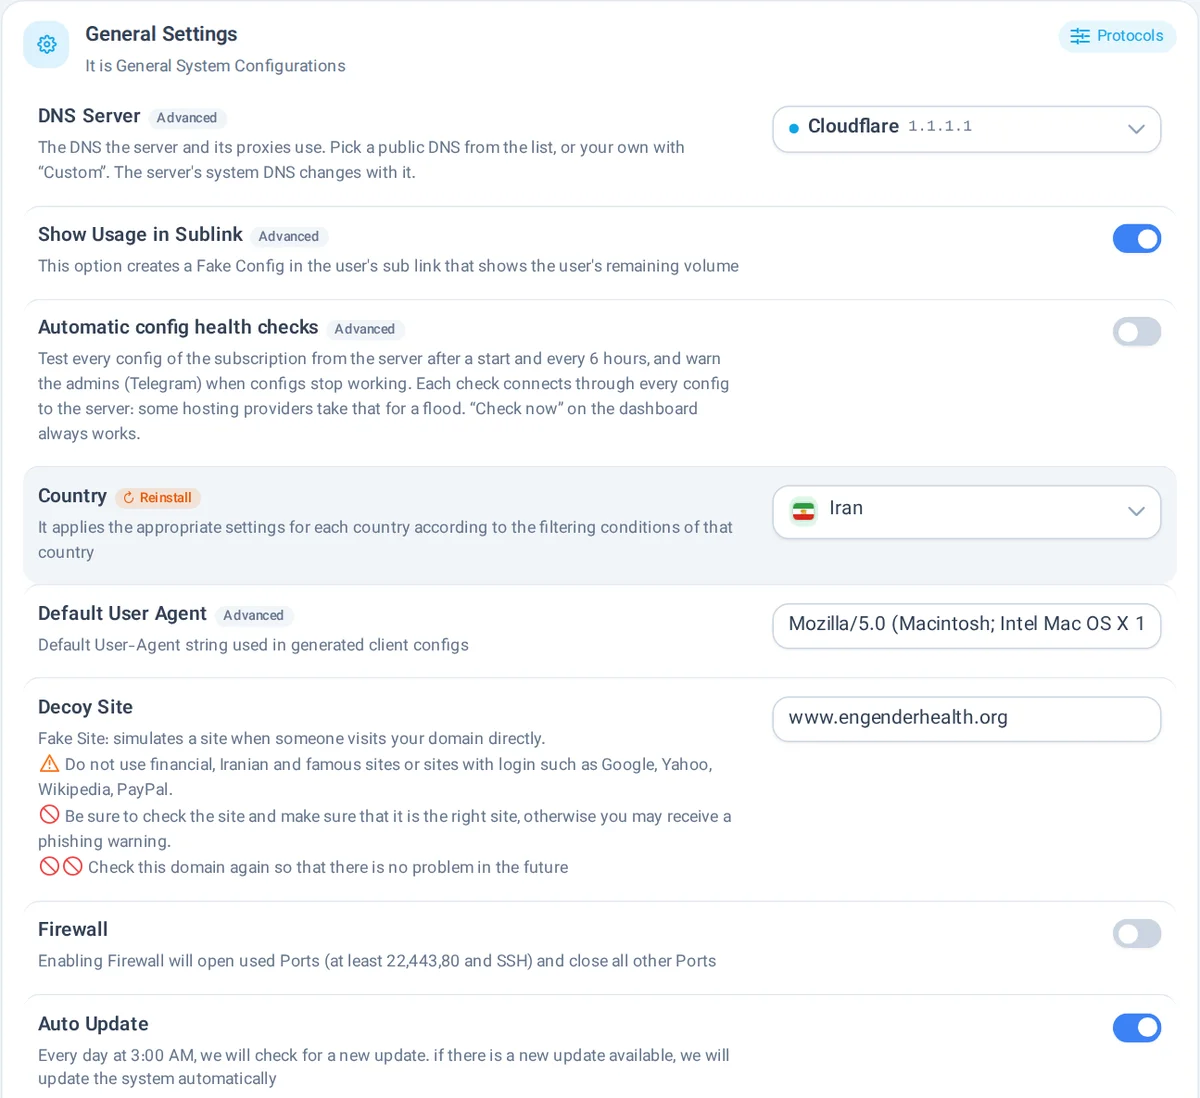 General Settings
Protocols
It is General System Configurations
DNS Server Advanced
Cloudflare 1.1.1.1
The DNS the server and its proxies use. Pick a public DNS from the list, or your own with
“Custom”. The server's system DNS changes with it.
Show Usage in Sublink Advanced
This option creates a Fake Config in the user's sub link that shows the user's remaining volume
Automatic config health checks Advanced
Test every config of the subscription from the server after a start and every 6 hours, and warn
the admins (Telegram) when configs stop working. Each check connects through every config
to the server: some hosting providers take that for a flood. “Check now” on the dashboard
always works.
Country Reinstall
Iran
It applies the appropriate settings for each country according to the filtering conditions of that
country
Default User Agent Advanced
Mozilla/5.0 (Macintosh; Intel Mac OS X 1
Default User-Agent string used in generated client configs
Decoy Site
www.engenderhealth.org
Fake Site: simulates a site when someone visits your domain directly.
⚠ Do not use financial, Iranian and famous sites or sites with login such as Google, Yahoo,
Wikipedia, PayPal.
🚫 Be sure to check the site and make sure that it is the right site, otherwise you may receive a
phishing warning.
🚫🚫 Check this domain again so that there is no problem in the future
Firewall
Enabling Firewall will open used Ports (at least 22,443,80 and SSH) and close all other Ports
Auto Update
Every day at 3:00 AM, we will check for a new update. if there is a new update available, we will
update the system automatically